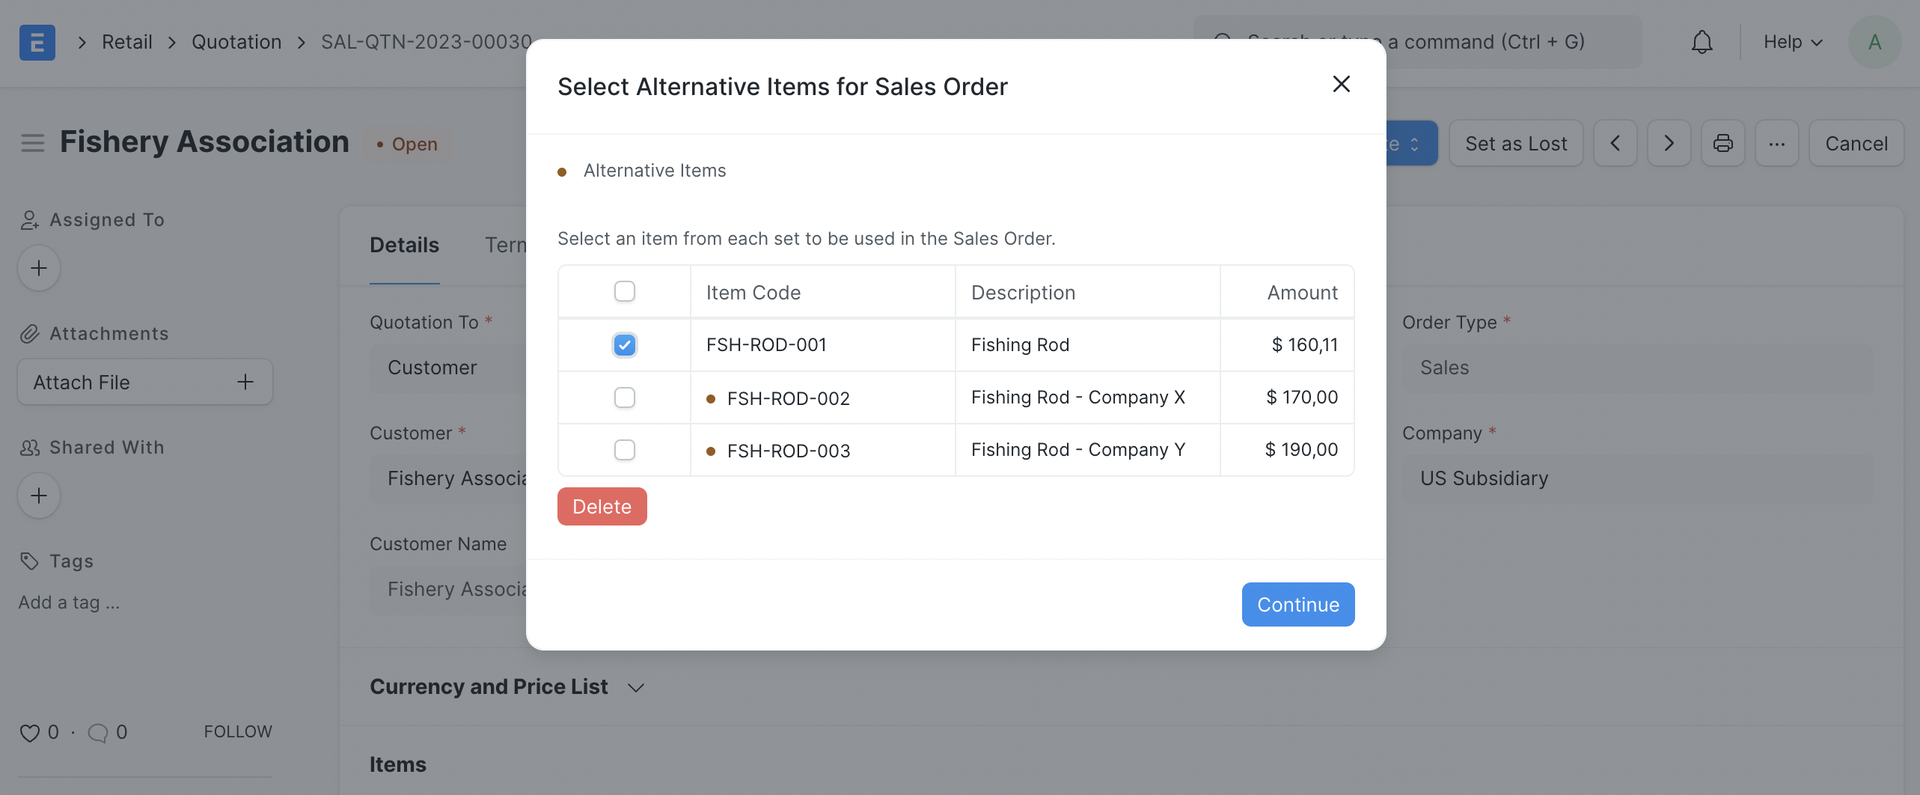 E > Retail > Quotation > SAL-QTN-2023-00030
a command (Ctrl + G)
Help
A
Fishery Association
• Open
Set as Lost
...
Cancel
Assigned To
Attachments
Attach File
Shared With
Tags
Add a tag ...
0 · 0
FOLLOW
Details
Quotation To *
Customer
Customer *
Fishery
Customer Name
Fishery
Currency and Price List
Items
Order Type *
Sales
Company *
US Subsidiary
Select Alternative Items for Sales Order
Alternative Items
Select an item from each set to be used in the Sales Order.
Item Code Description Amount
FSH-ROD-001 Fishing Rod $ 160,11
FSH-ROD-002 Fishing Rod - Company X $ 170,00
FSH-ROD-003 Fishing Rod - Company Y $ 190,00
Delete
Continue